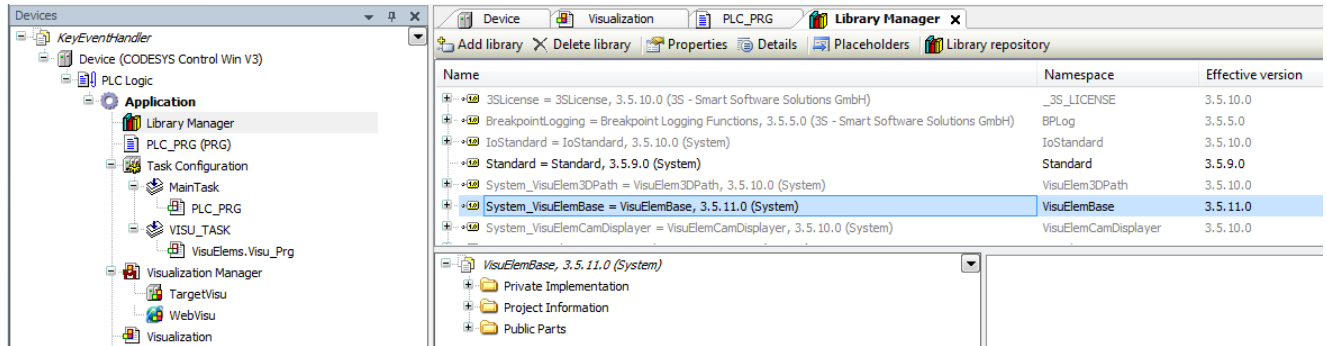 Devices
KeyEventHandler
Device (CODESYS Control Win V3)
PLC Logic
Application
Library Manager
PLC_PRG (PRG)
Task Configuration
MainTask
PLC_PRG
VISU_TASK
VisuElems.Visu_Prg
Visualization Manager
TargetVisu
WebVisu
Visualization
Device Visualization PLC_PRG Library Manager
Add library Delete library Properties Details Placeholders Library repository
Name Namespace Effective version
3SLicense = 3SLicense, 3.5.10.0 (3S - Smart Software Solutions GmbH) _3S_LICENSE 3.5.10.0
BreakpointLogging = Breakpoint Logging Functions, 3.5.5.0 (3S - Smart Software Solutions GmbH) BPLog 3.5.5.0
IoStandard = IoStandard, 3.5.10.0 (System) IoStandard 3.5.10.0
Standard = Standard, 3.5.9.0 (System) Standard 3.5.9.0
System_VisuElem3DPath = VisuElem3DPath, 3.5.10.0 (System) VisuElem3DPath 3.5.10.0
System_VisuElemBase = VisuElemBase, 3.5.11.0 (System) VisuElemBase 3.5.11.0
System_VisuElemCamDisplayer = VisuElemCamDisplayer, 3.5.10.0 (System) VisuElemCamDisplayer 3.5.10.0
VisuElemBase, 3.5.11.0 (System)
Private Implementation
Project Information
Public Parts